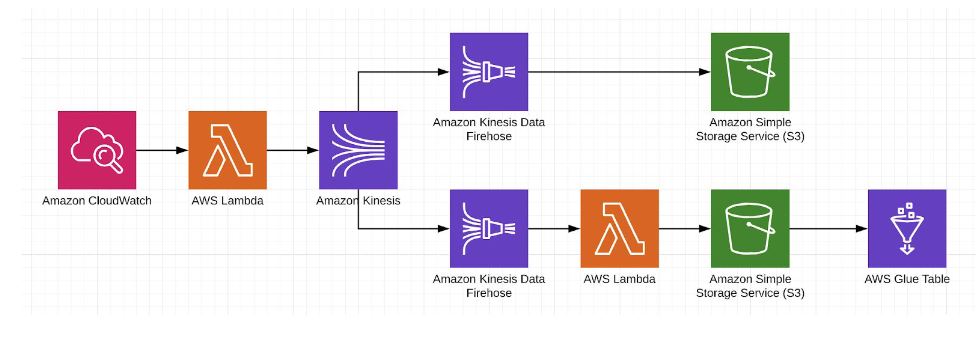 Amazon Kinesis Data
Firehose
Amazon Simple
Storage Service (S3)
Amazon CloudWatch
AWS Lambda
Amazon Kinesis
Amazon Kinesis Data
Firehose
AWS Lambda
Amazon Simple
Storage Service (S3)
AWS Glue Table